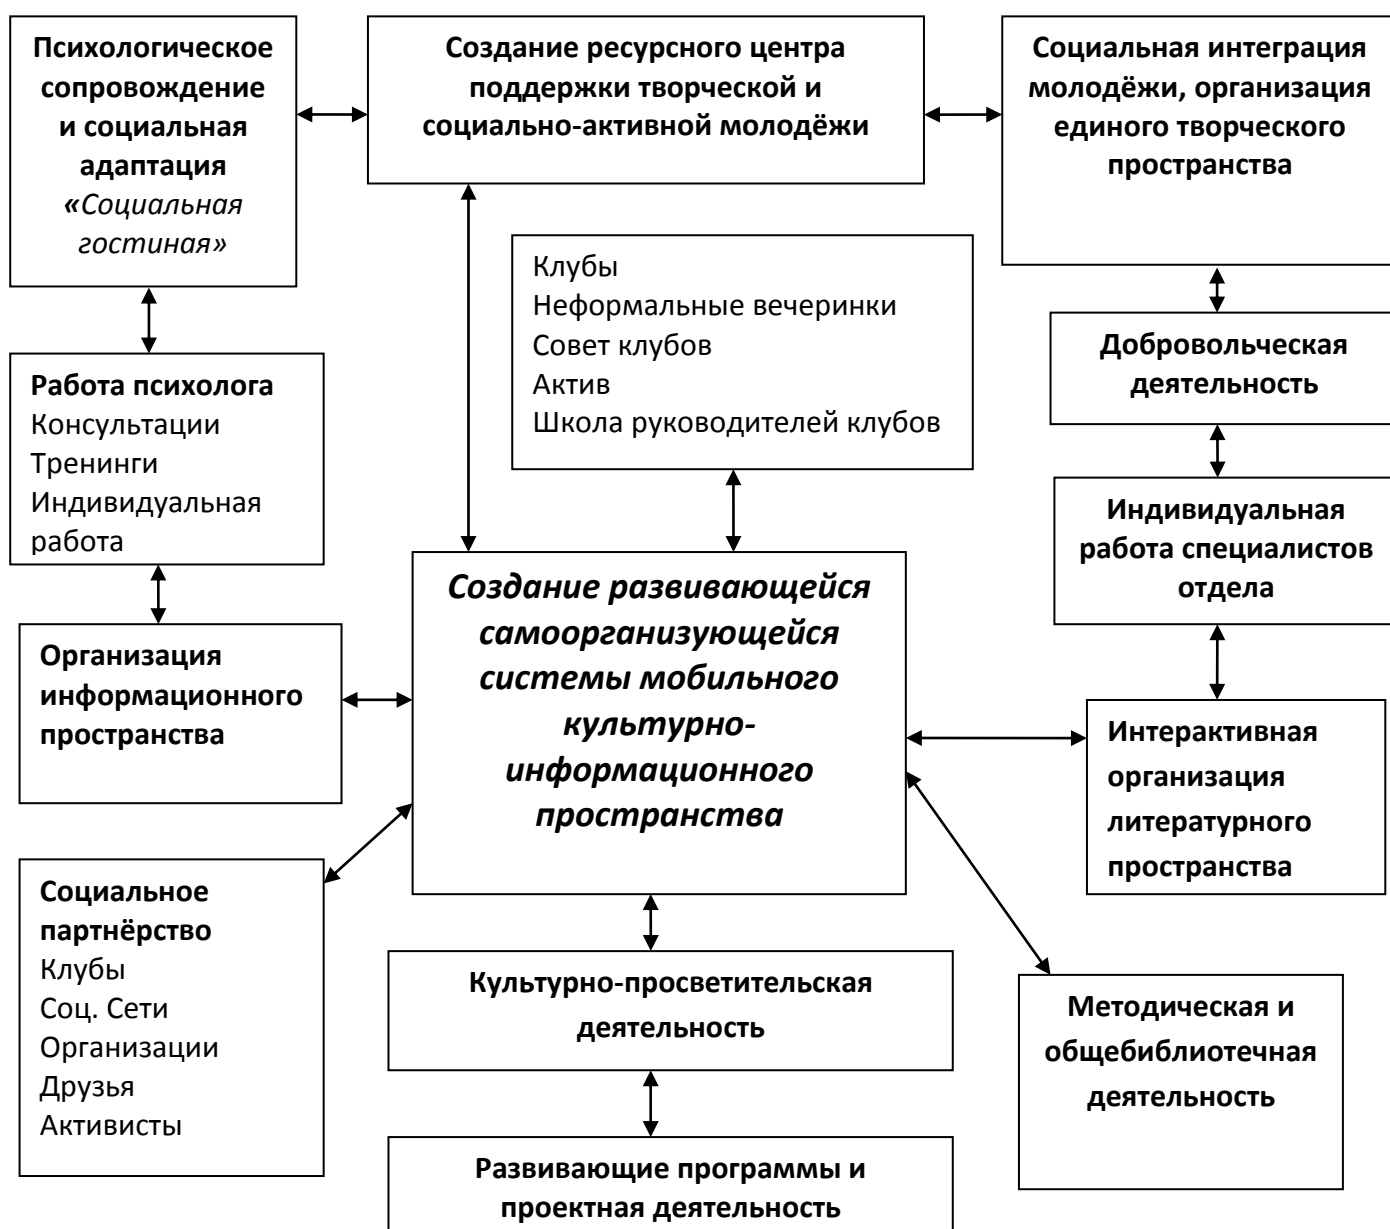 Психологическое
сопровождение
и социальная
адаптация
«Социальная
гостиная»
Создание ресурсного центра
поддержки творческой и
социально-активной молодёжи
Социальная интеграция
молодёжи, организация
единого творческого
пространства
Клубы
Неформальные вечеринки
Совет клубов
Актив
Школа руководителей клубов
Добровольческая
деятельность
Работа психолога
Консультации
Тренинги
Индивидуальная
работа
Индивидуальная
работа специалистов
отдела
Создание развивающейся
самоорганизующейся
системы мобильного
культурно-
информационного
пространства
Организация
информационного
пространства
Интерактивная
организация
литературного
пространства
Социальное
партнёрство
Клубы
Соц. Сети
Организации
Друзья
Активисты
Культурно-просветительская
деятельность
Методическая и
общебиблиотечная
деятельность
Развивающие программы и
проектная деятельность